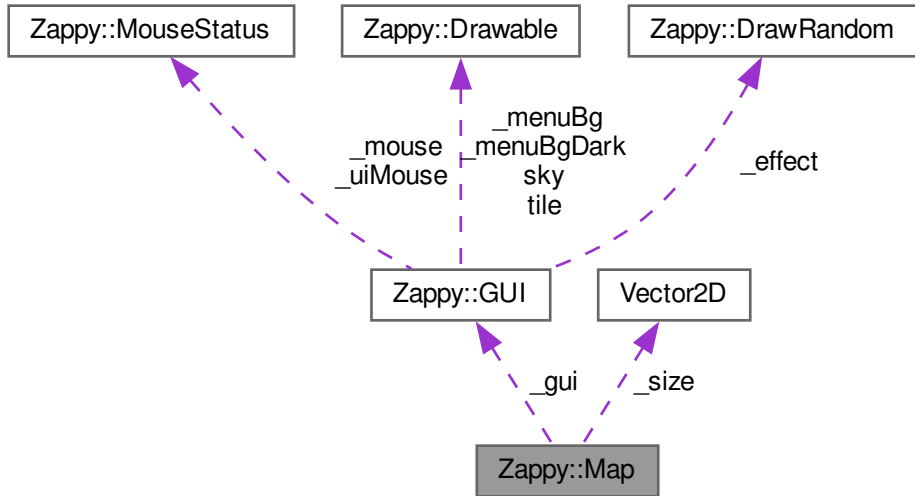 Zappy::MouseStatus
Zappy::Drawable
Zappy::DrawRandom
_mouse
_uiMouse
_menuBg
_menuBgDark
sky
tile
_effect
Zappy::GUI
Vector2D
_gui
_size
Zappy::Map